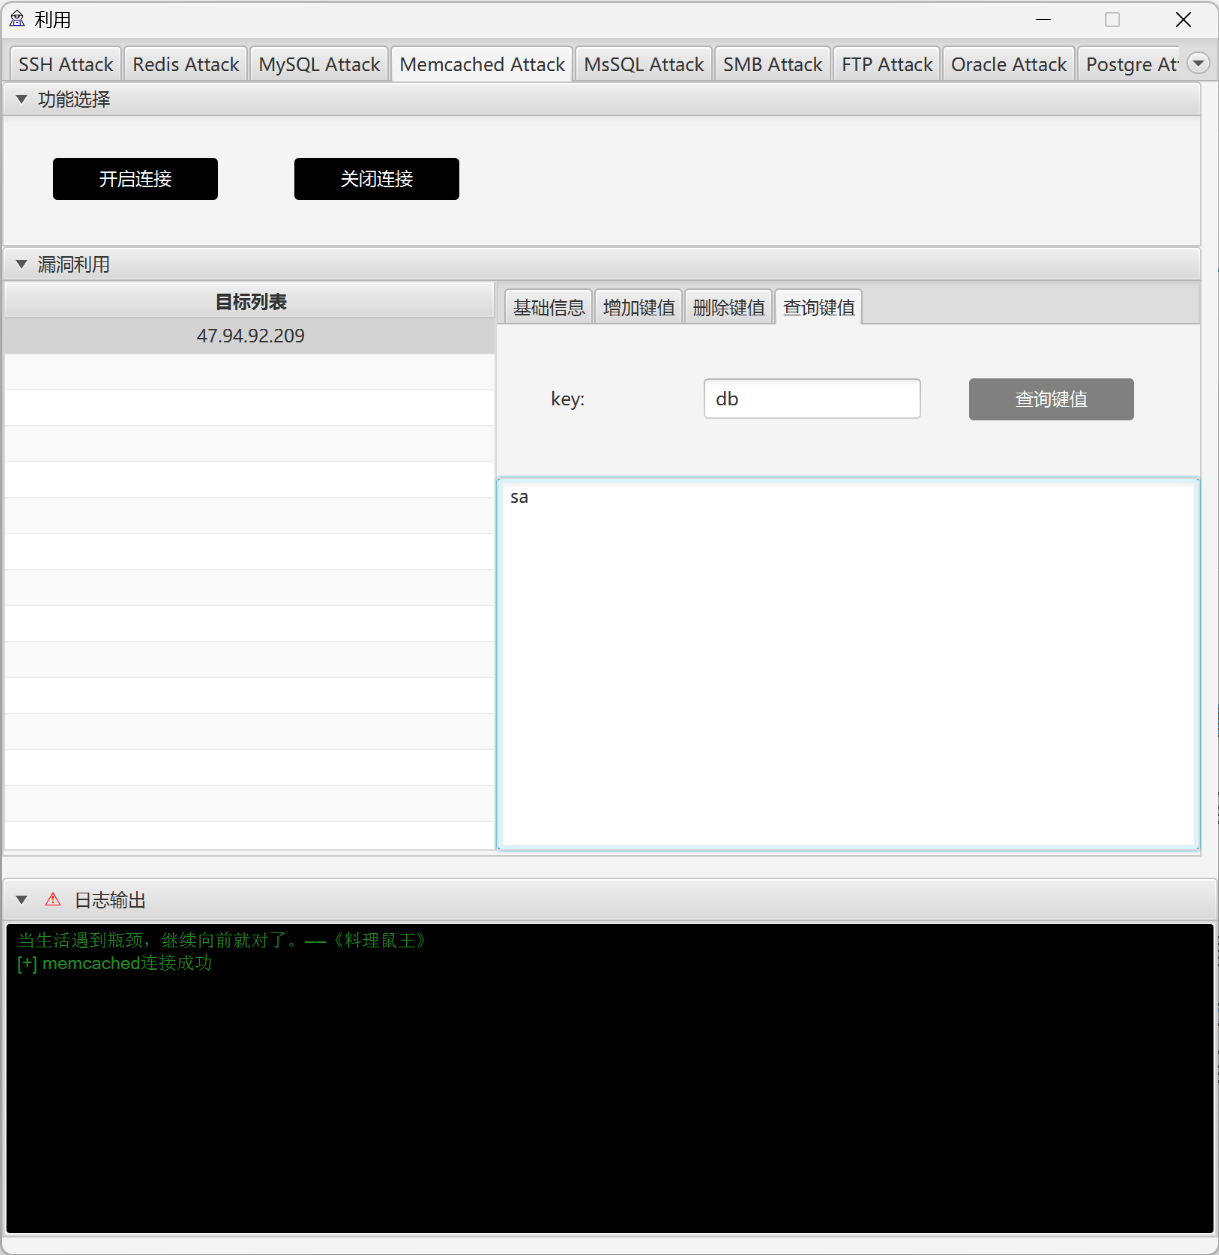 利用
SSH Attack Redis Attack MySQL Attack Memcached Attack MsSQL Attack SMB Attack FTP Attack Oracle Attack Postgre At
功能选择
开启连接 关闭连接
漏洞利用
目标列表
47.94.92.209
基础信息 增加键值 删除键值 查询键值
key: db 查询键值
sa
日志输出
当生活遇到瓶颈，继续向前就对了。——《料理鼠王》
[+] memcached连接成功